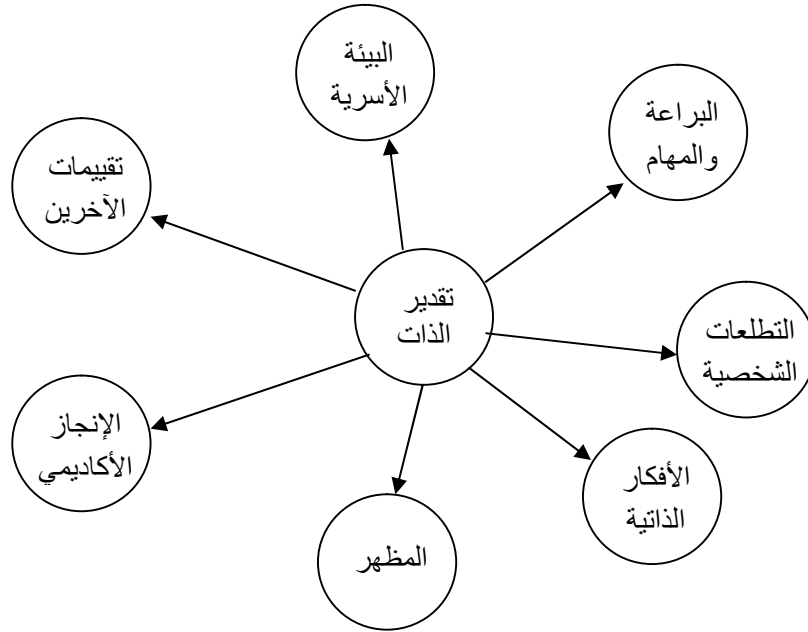 البيئة
الأسرية
البراعة
والمهام
تقييمات
الآخرين
تقدير
الذات
التطلعات
الشخصية
الإنجاز
الأكاديمي
الأفكار
الذاتية
المظهر